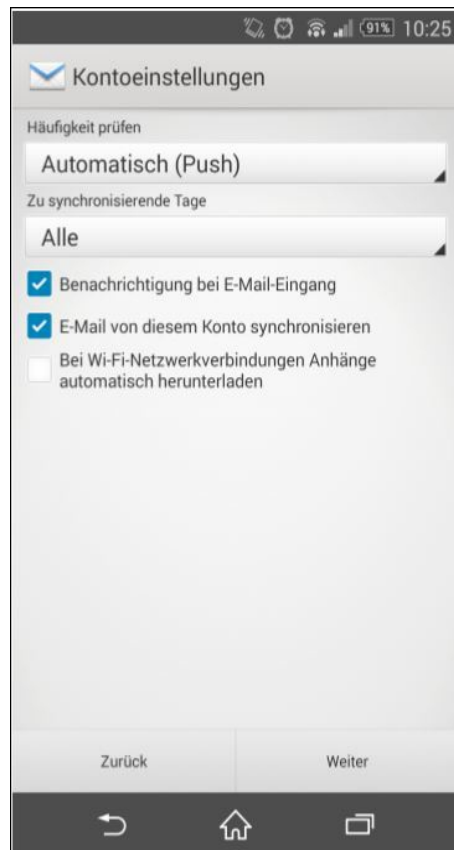 91% 10:25
Kontoeinstellungen
Häufigkeit prüfen
Automatisch (Push)
Zu synchronisierende Tage
Alle
Benachrichtigung bei E-Mail-Eingang
E-Mail von diesem Konto synchronisieren
Bei Wi-Fi-Netzwerkverbindungen Anhänge
automatisch herunterladen
Zurück Weiter